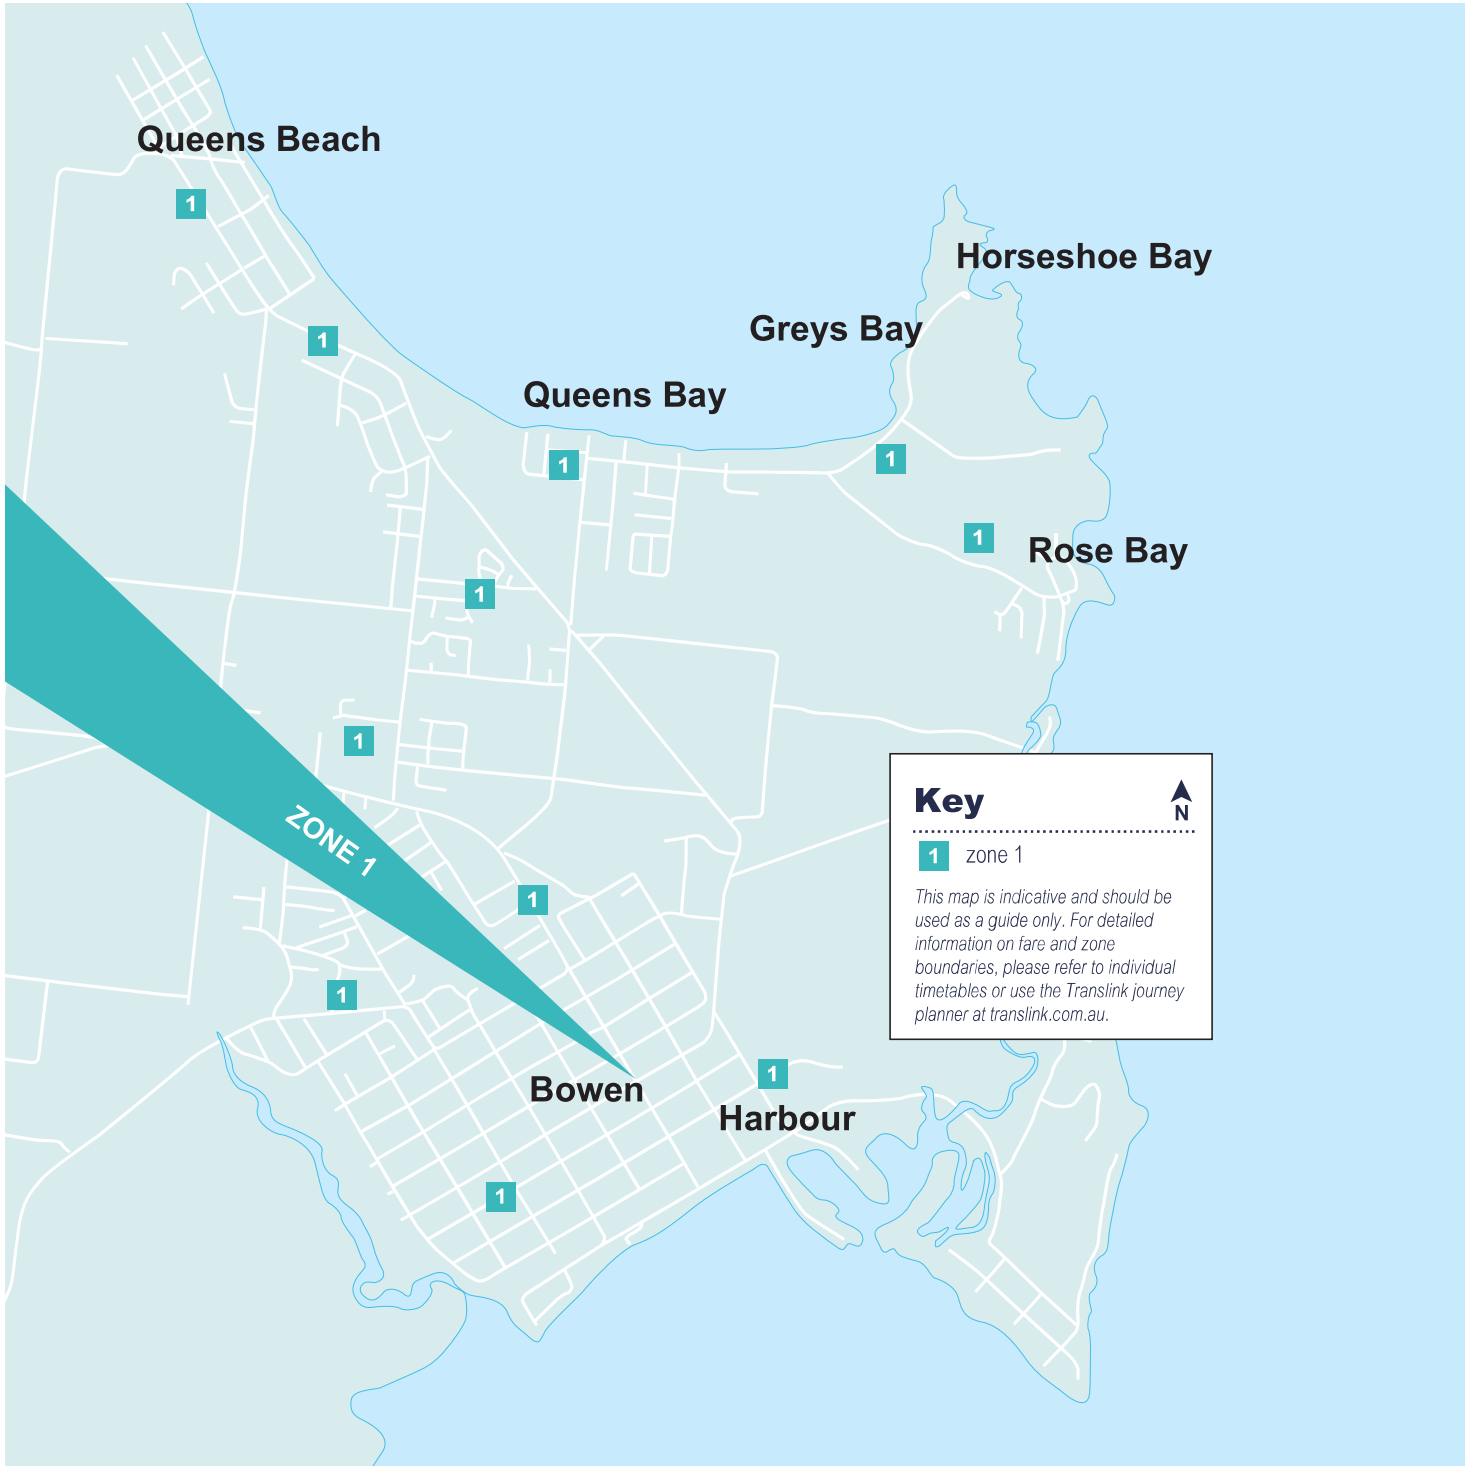 Queens Beach
1
Horseshoe Bay
Greys Bay
1
Queens Bay
1
1
1
Rose Bay
1
1
Key
N
1 zone 1
This map is indicative and should be
used as a guide only. For detailed
information on fare and zone
boundaries, please refer to individual
timetables or use the Translink journey
planner at translink.com.au.
ZONE 1
1
1
1
Bowen
Harbour
1